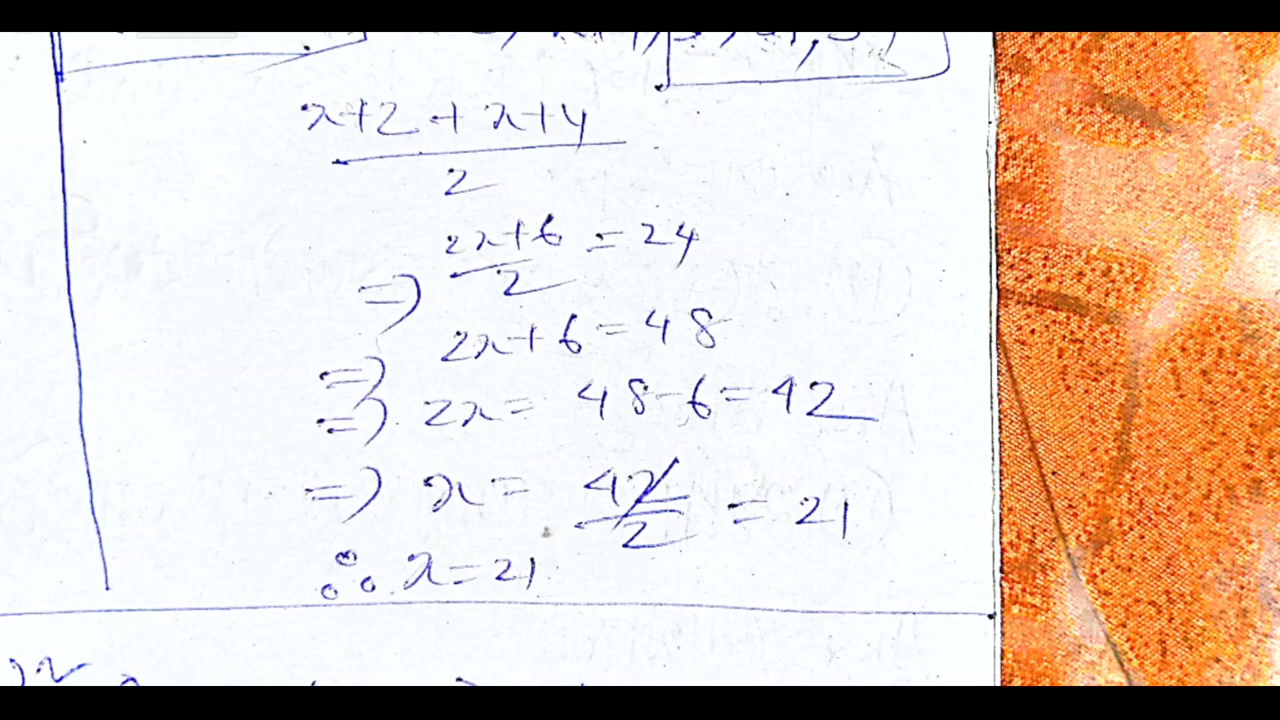 x+2 + x+4
2
2x+6 = 24
=> 2
2x+6 = 48
=>
=> 2x = 48-6 = 42
=> x = 42/2 = 21
∴ x = 21